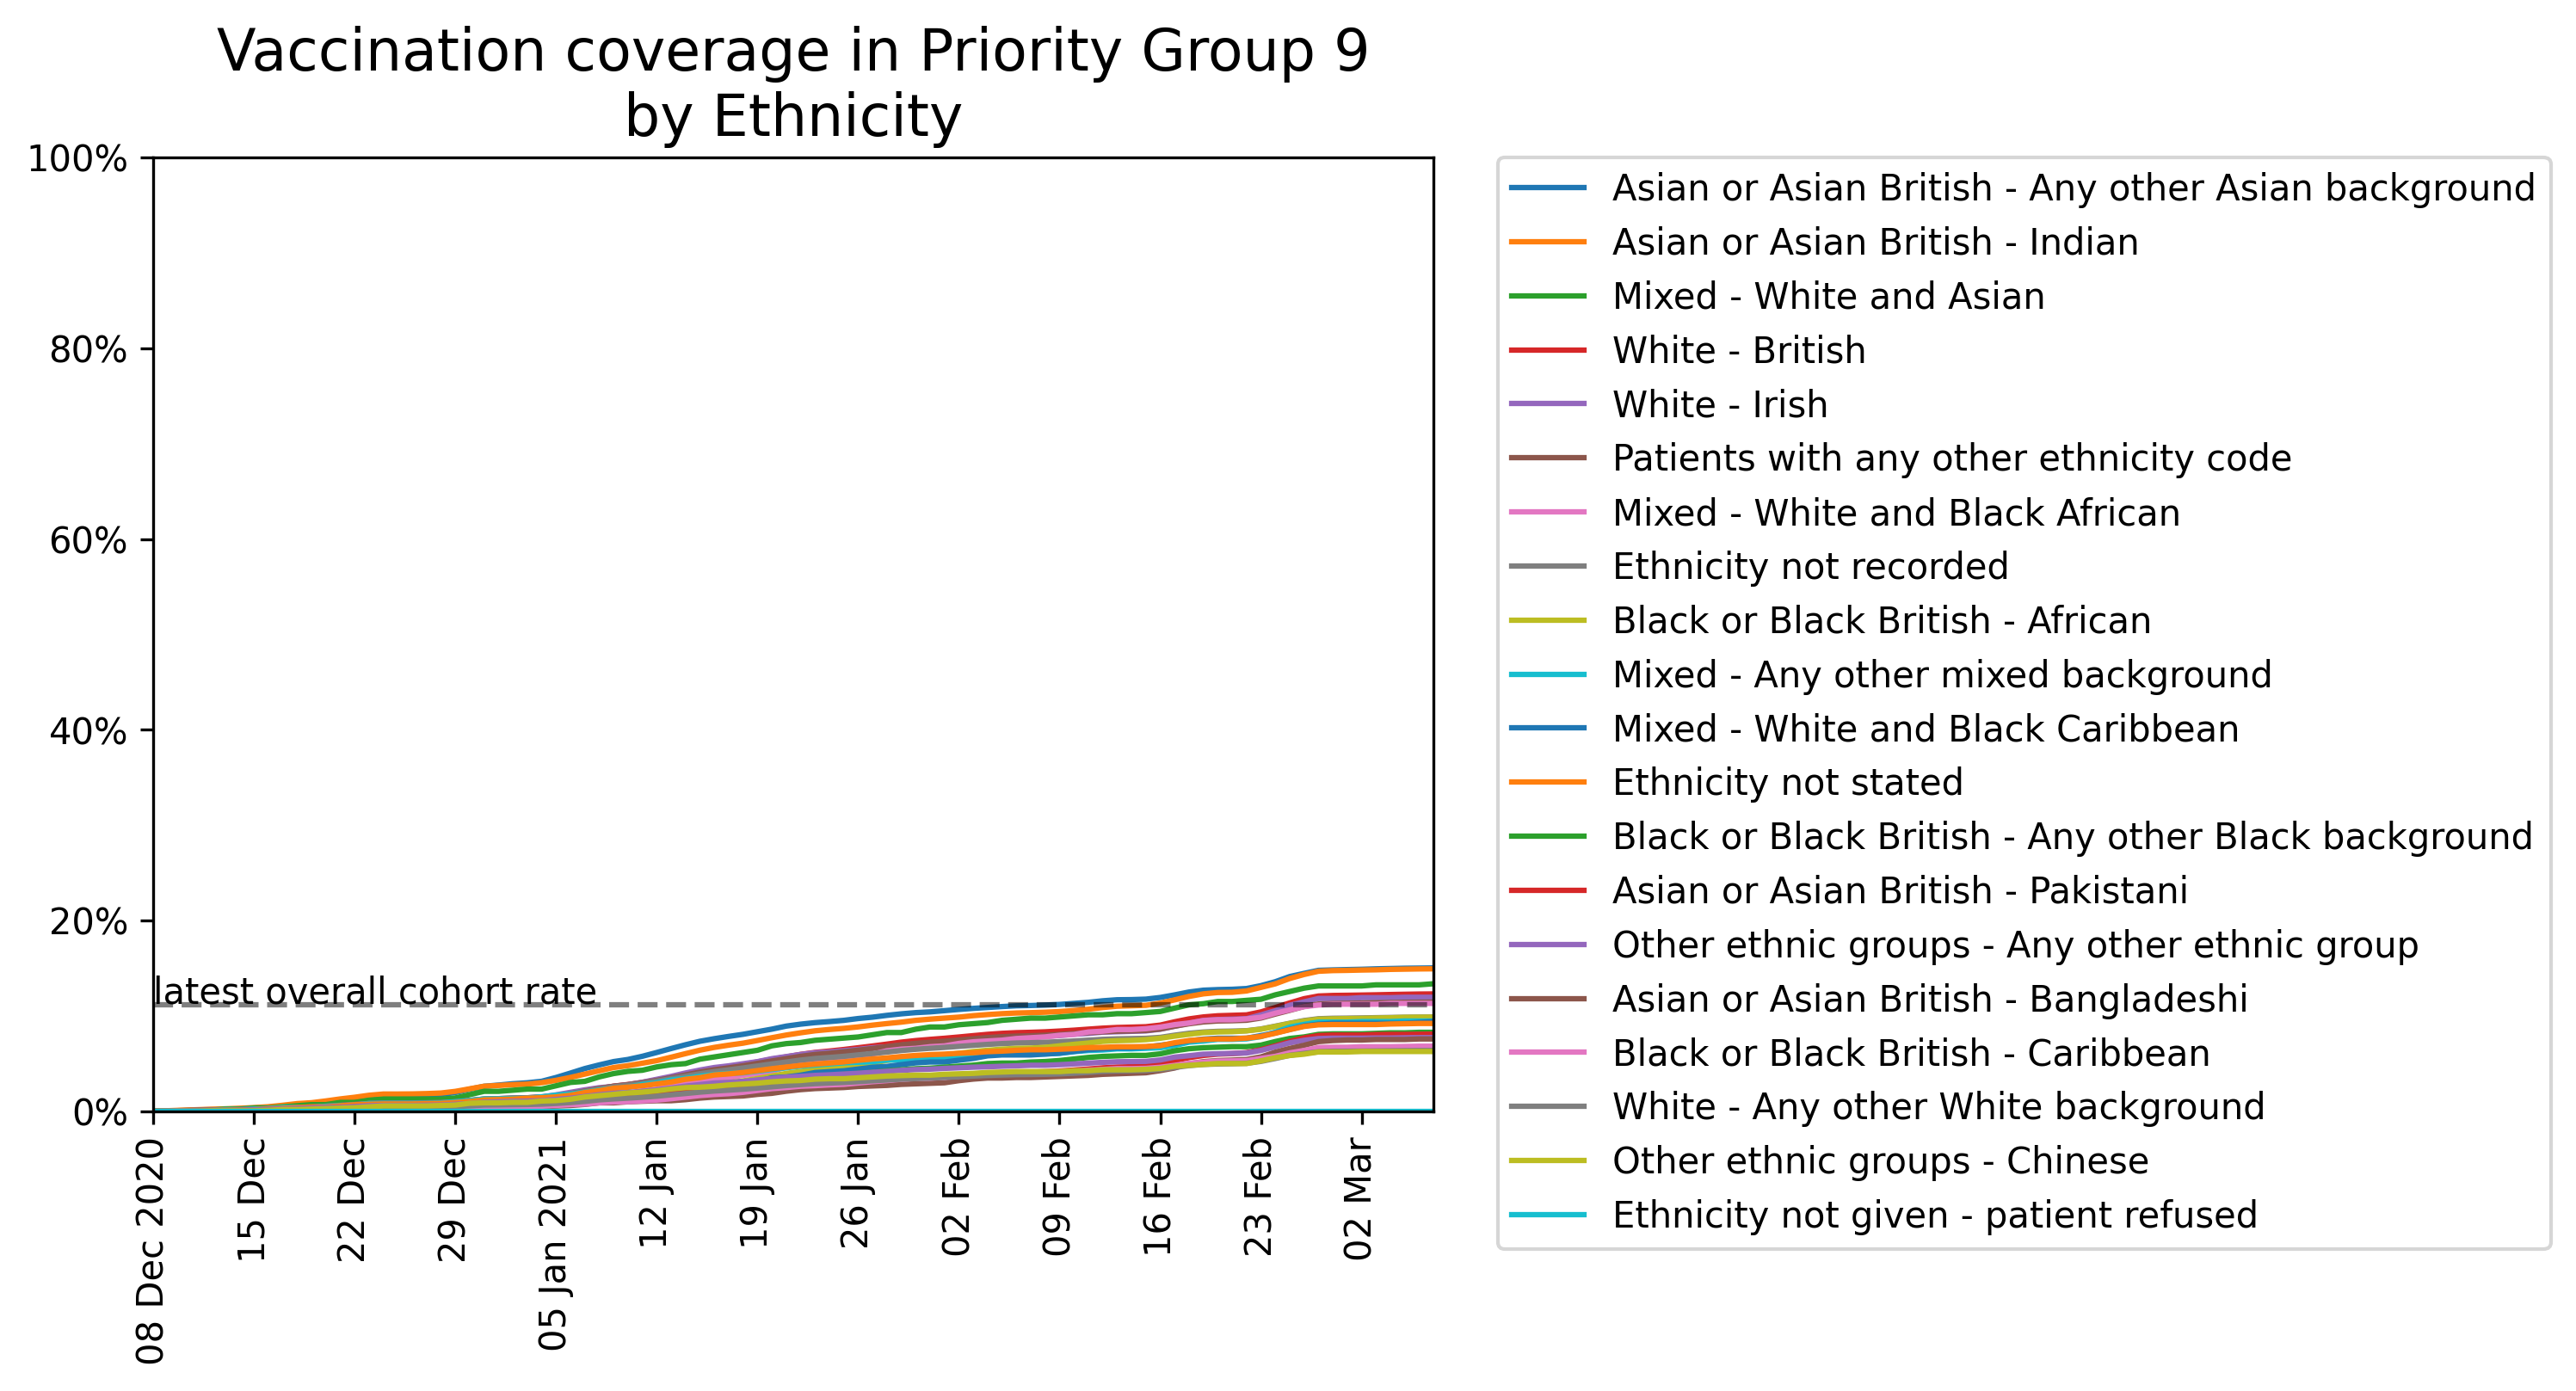 Vaccination coverage in Priority Group 9
by Ethnicity
100%
80%
60%
40%
20%
0%
latest overall cohort rate
08 Dec 2020
15 Dec
22 Dec
29 Dec
05 Jan 2021
12 Jan
19 Jan
26 Jan
02 Feb
09 Feb
16 Feb
23 Feb
02 Mar
Asian or Asian British - Any other Asian background
Asian or Asian British - Indian
Mixed - White and Asian
White - British
White - Irish
Patients with any other ethnicity code
Mixed - White and Black African
Ethnicity not recorded
Black or Black British - African
Mixed - Any other mixed background
Mixed - White and Black Caribbean
Ethnicity not stated
Black or Black British - Any other Black background
Asian or Asian British - Pakistani
Other ethnic groups - Any other ethnic group
Asian or Asian British - Bangladeshi
Black or Black British - Caribbean
White - Any other White background
Other ethnic groups - Chinese
Ethnicity not given - patient refused